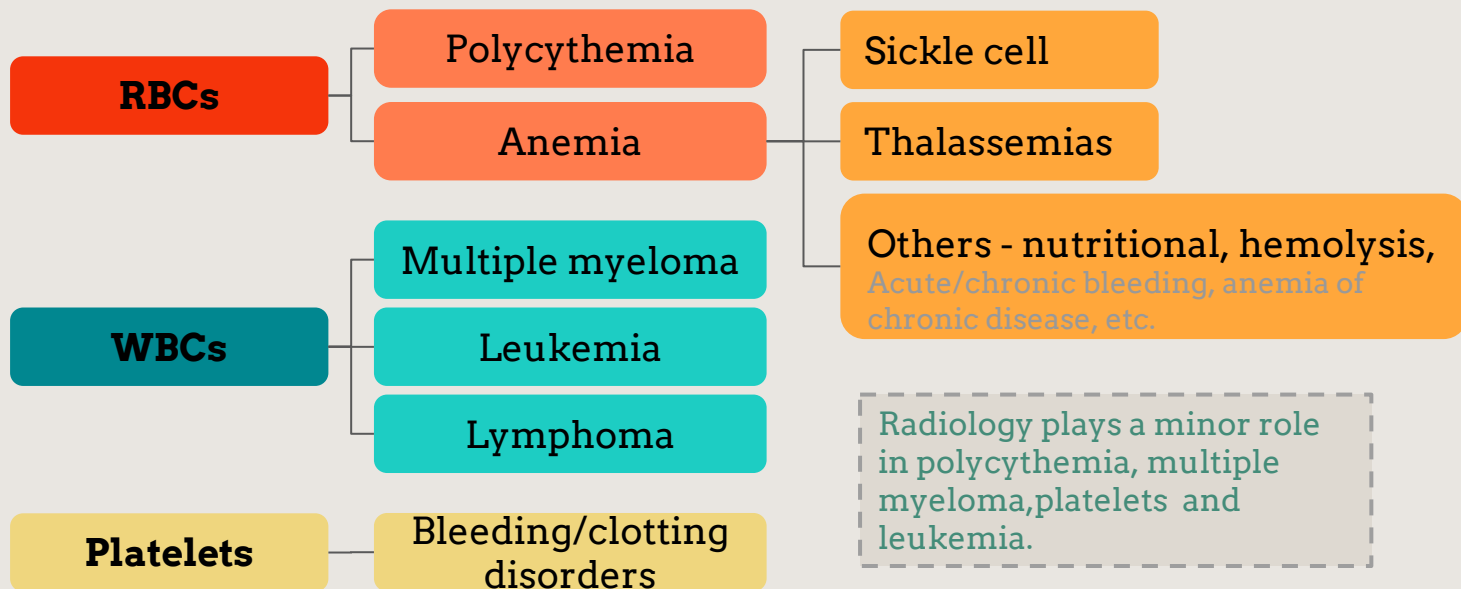 RBCs
Polycythemia
Anemia
Sickle cell
Thalassemias
Others - nutritional, hemolysis,
Acute/chronic bleeding, anemia of
chronic disease, etc.
WBCs
Multiple myeloma
Leukemia
Lymphoma
Radiology plays a minor role
in polycythemia, multiple
myeloma,platelets and
leukemia.
Platelets
Bleeding/clotting
disorders